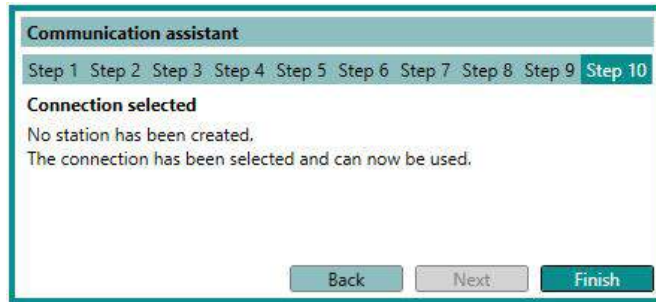 Communication assistant
Step 1 Step 2 Step 3 Step 4 Step 5 Step 6 Step 7 Step 8 Step 9 Step 10
Connection selected
No station has been created.
The connection has been selected and can now be used.
Back Next Finish